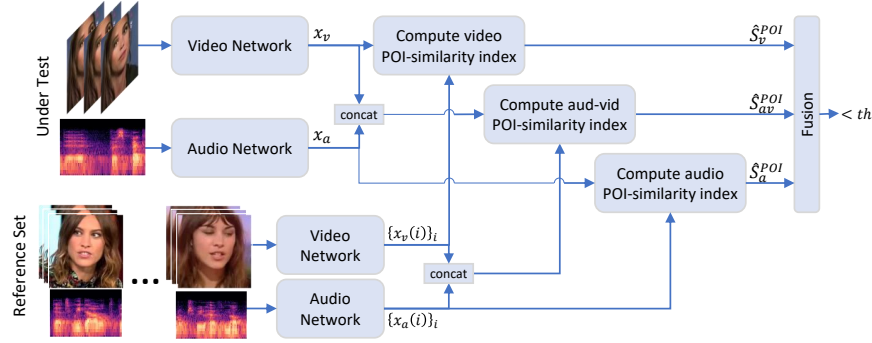 Under Test
Video Network
x_v
Compute video
POI-similarity index
Ŝ_v^{POI}
concat
Compute aud-vid
POI-similarity index
Ŝ_{av}^{POI}
Fusion
< th
Audio Network
x_a
Compute audio
POI-similarity index
Ŝ_a^{POI}
Reference Set
...
Video
Network
{x_v(i)}_i
concat
Audio
Network
{x_a(i)}_i